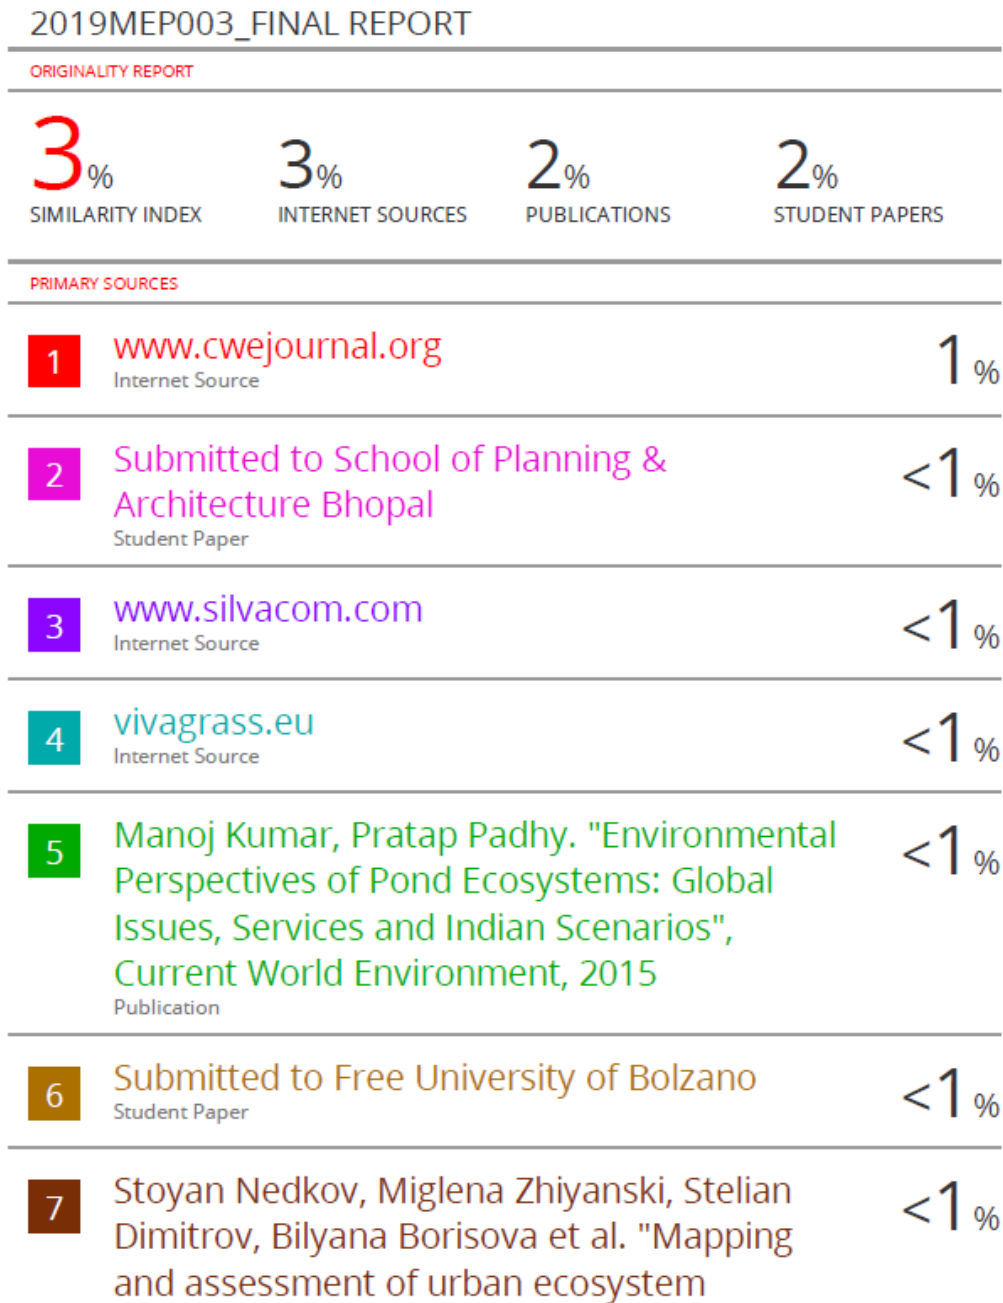 2019MEP003_FINAL REPORT
ORIGINALITY REPORT
3% 3% 2% 2%
SIMILARITY INDEX INTERNET SOURCES PUBLICATIONS STUDENT PAPERS
PRIMARY SOURCES
1 www.cwejournal.org 1%
Internet Source
2 Submitted to School of Planning & <1%
Architecture Bhopal
Student Paper
3 www.silvacom.com <1%
Internet Source
4 vivagrass.eu <1%
Internet Source
5 Manoj Kumar, Pratap Padhy. "Environmental <1%
Perspectives of Pond Ecosystems: Global
Issues, Services and Indian Scenarios",
Current World Environment, 2015
Publication
6 Submitted to Free University of Bolzano <1%
Student Paper
7 Stoyan Nedkov, Miglena Zhiyanski, Stelian <1%
Dimitrov, Bilyana Borisova et al. "Mapping
and assessment of urban ecosystem